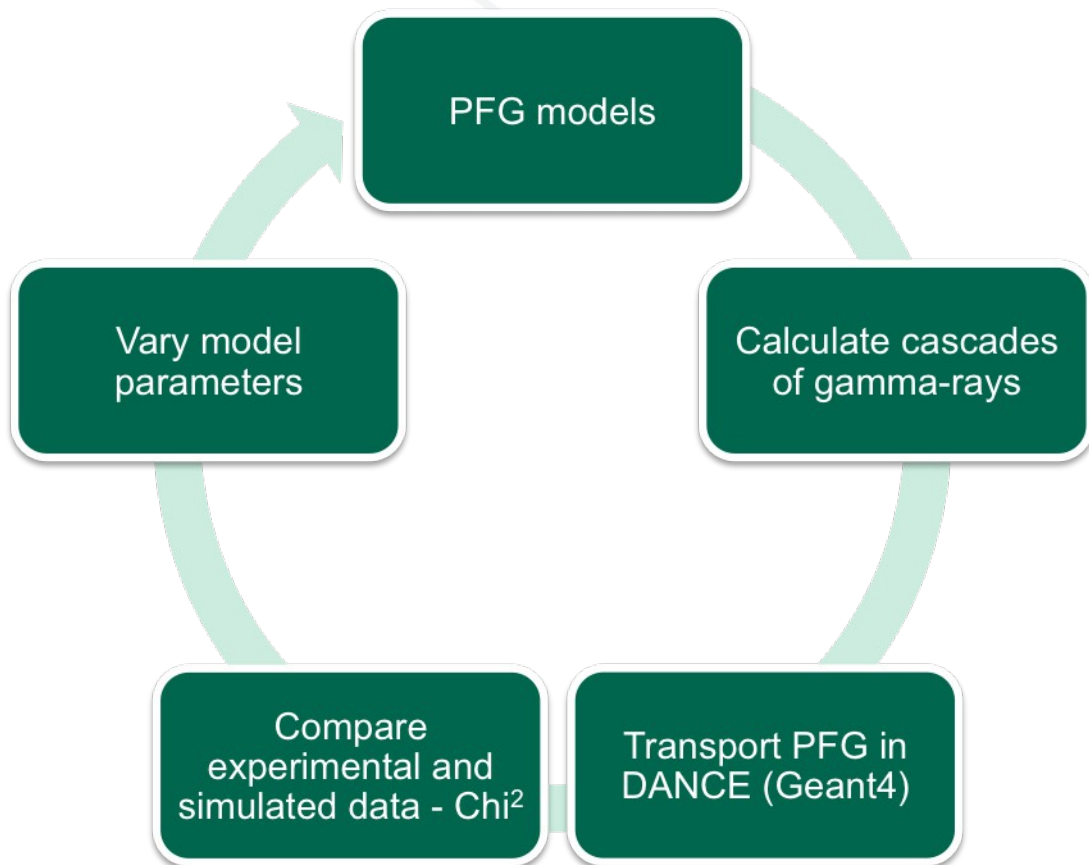 PFG models
Calculate cascades
of gamma-rays
Transport PFG in
DANCE (Geant4)
Compare
experimental and
simulated data - Chi²
Vary model
parameters